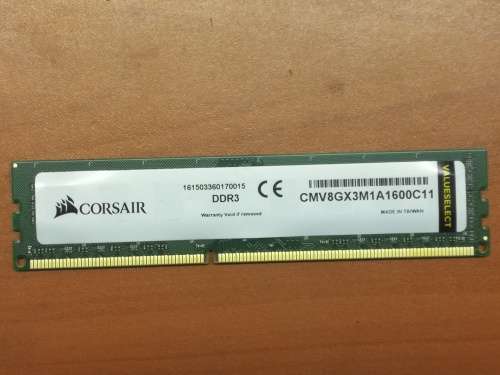 CORSAIR
161503360170015
DDR3
Warranty Void if removed
CE
CMV8GX3M1A1600C11
MADE IN TAIWAN
VALUESELECT